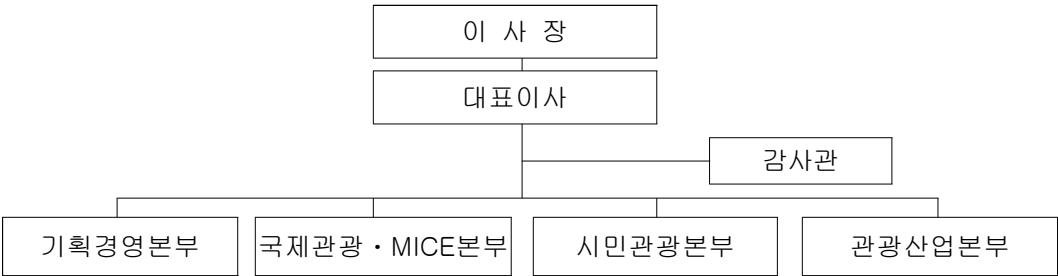 이 사 장
대표이사
감사관
기획경영본부
국제관광・MICE본부
시민관광본부
관광산업본부